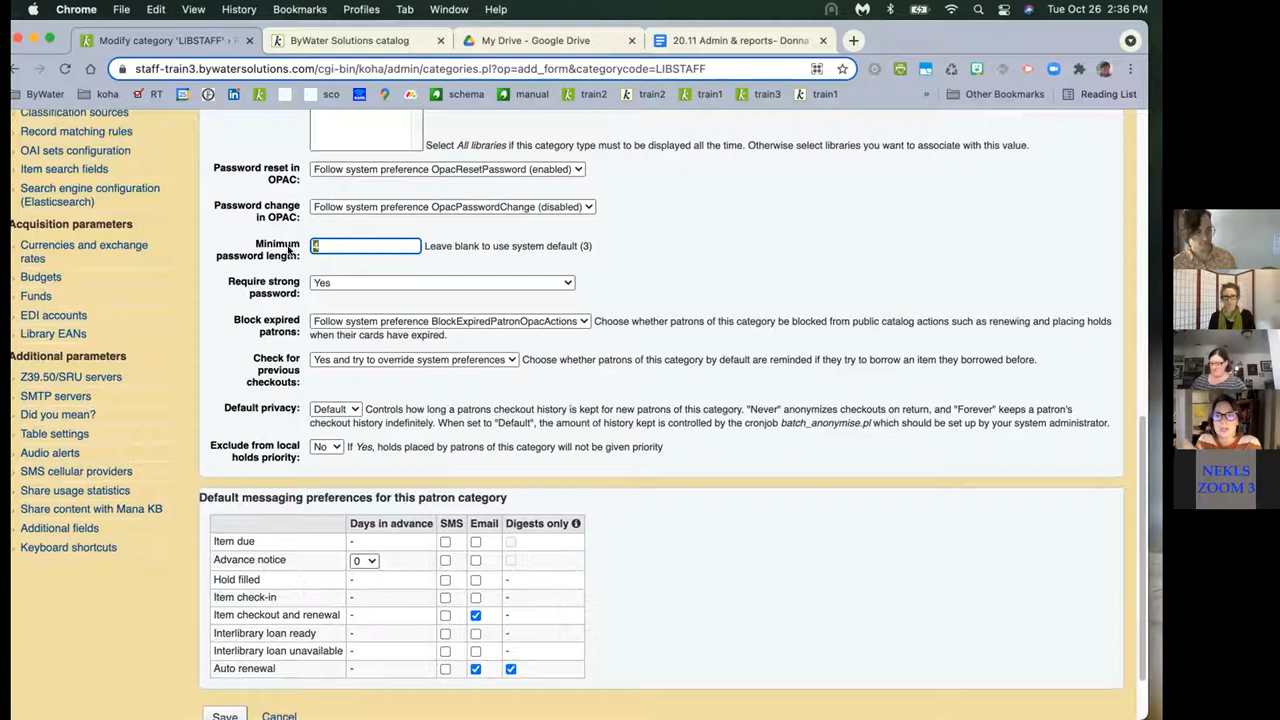 Chrome File Edit View History Bookmarks Profiles Tab Window Help Tue Oct 26 2:36 PM
Modify category 'LIBSTAFF' › ByWater Solutions catalog My Drive - Google Drive 20.11 Admin & reports- Donna
staff-train3.bywatersolutions.com/cgi-bin/koha/admin/categories.pl?op=add_form&categorycode=LIBSTAFF
ByWater koha RT sco schema manual train2 train2 train1 train3 train1 » Other Bookmarks Reading List
Classification sources
Record matching rules
OAI sets configuration
Item search fields
Search engine configuration
(Elasticsearch)
Acquisition parameters
Currencies and exchange
rates
Budgets
Funds
EDI accounts
Library EANs
Additional parameters
Z39.50/SRU servers
SMTP servers
Did you mean?
Table settings
Audio alerts
SMS cellular providers
Share usage statistics
Share content with Mana KB
Additional fields
Keyboard shortcuts
Select All libraries if this category type must to be displayed all the time. Otherwise select libraries you want to associate with this value.
Password reset in
OPAC:
Follow system preference OpacResetPassword (enabled)
Password change
in OPAC:
Follow system preference OpacPasswordChange (disabled)
Minimum
password length:
Leave blank to use system default (3)
Require strong
password:
Yes
Block expired
patrons:
Follow system preference BlockExpiredPatronOpacActions Choose whether patrons of this category be blocked from public catalog actions such as renewing and placing holds
when their cards have expired.
Check for
previous
checkouts:
Yes and try to override system preferences Choose whether patrons of this category by default are reminded if they try to borrow an item they borrowed before.
Default privacy: Default Controls how long a patrons checkout history is kept for new patrons of this category. "Never" anonymizes checkouts on return, and "Forever" keeps a patron's
checkout history indefinitely. When set to "Default", the amount of history kept is controlled by the cronjob batch_anonymise.pl which should be set up by your system administrator.
Exclude from local
holds priority:
No If Yes, holds placed by patrons of this category will not be given priority
Default messaging preferences for this patron category
Days in advance SMS Email Digests only
Item due -
Advance notice 0
Hold filled - -
Item check-in - -
Item checkout and renewal - -
Interlibrary loan ready - -
Interlibrary loan unavailable - -
Auto renewal -
Save Cancel
NEKLS
ZOOM 3